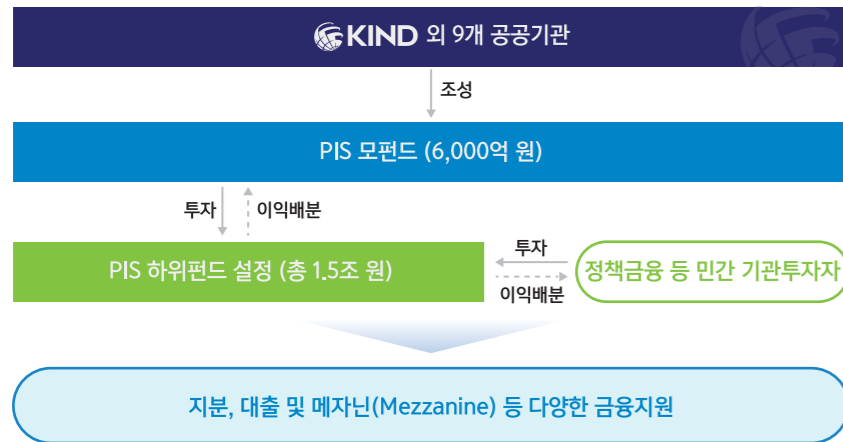 KIND 외 9개 공공기관
조성
PIS 모펀드 (6,000억 원)
투자 이익배분
투자
PIS 하위펀드 설정 (총 1.5조 원) 정책금융 등 민간 기관투자자
이익배분
지분, 대출 및 메자닌(Mezzanine) 등 다양한 금융지원